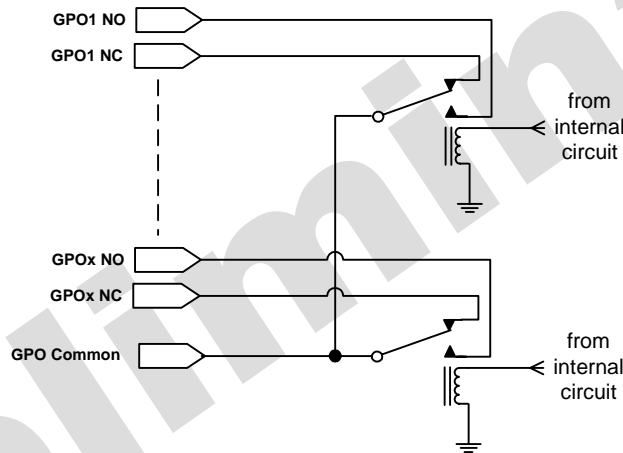 GPO1 NO
GPO1 NC
from
internal
circuit
GPOx NO
GPOx NC
GPO Common
from
internal
circuit